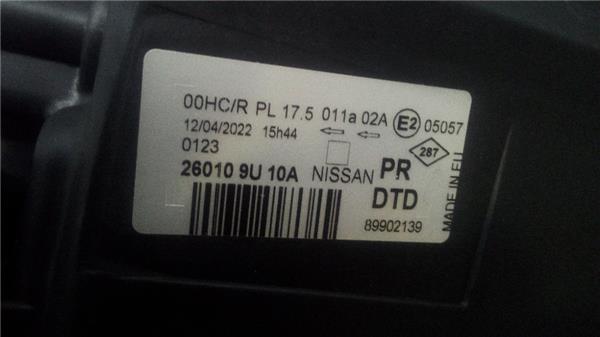 00HC/R PL 17.5 011a 02A E2 05057
12/04/2022 15h44
287
0123
26010 9U 10A NISSAN PR
DTD
89902139
MADE IN EU